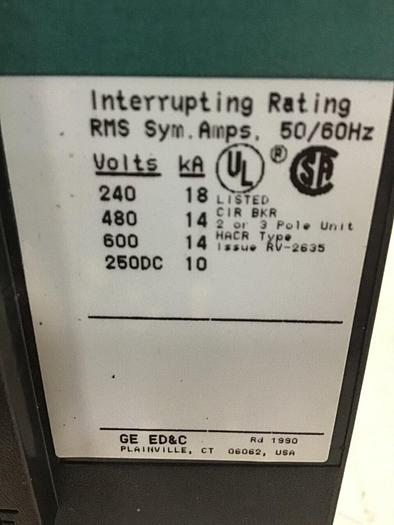 Interrupting Rating
RMS Sym. Amps. 50/60Hz
Volts kA UL ® SA
240 18 LISTED
480 14 CIR BKR
2 or 3 Pole Unit
600 14 HACR Type
Issue RV-2635
250DC 10
GE ED&C Rd 1990
PLAINVILLE, CT 06062, USA